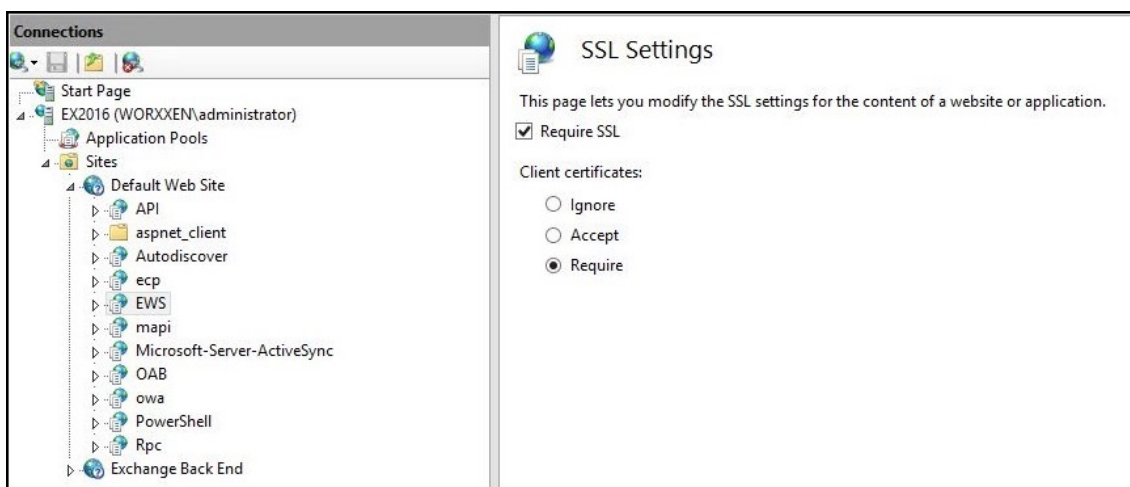 Connections
Start Page
EX2016 (WORXXEN\administrator)
Application Pools
Sites
Default Web Site
API
aspnet_client
Autodiscover
ecp
EWS
mapi
Microsoft-Server-ActiveSync
OAB
owa
PowerShell
Rpc
Exchange Back End
SSL Settings
This page lets you modify the SSL settings for the content of a website or application.
Require SSL
Client certificates:
Ignore
Accept
Require